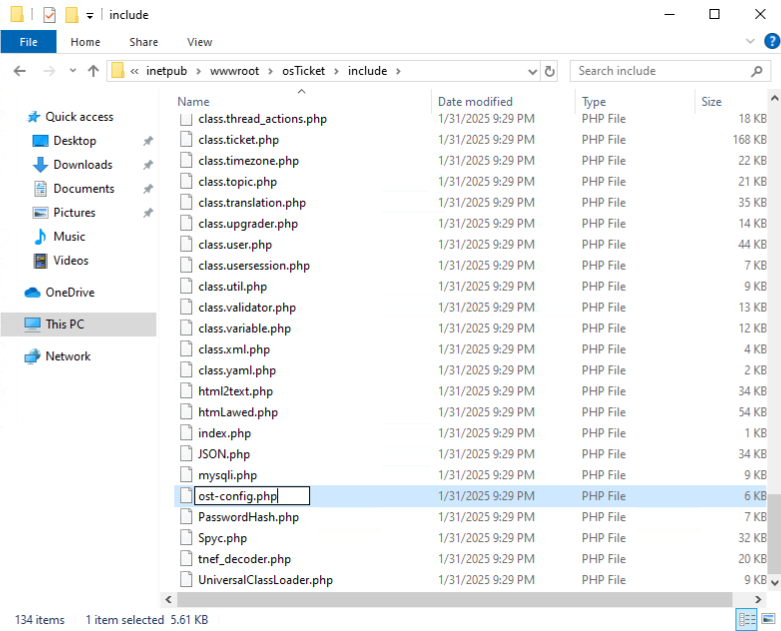 include
File Home Share View
« inetpub › wwwroot › osTicket › include › Search include
Name Date modified Type Size
Quick access
Desktop
Downloads
Documents
Pictures
Music
Videos
OneDrive
This PC
Network
class.thread_actions.php 1/31/2025 9:29 PM PHP File 18 KB
class.ticket.php 1/31/2025 9:29 PM PHP File 168 KB
class.timezone.php 1/31/2025 9:29 PM PHP File 22 KB
class.topic.php 1/31/2025 9:29 PM PHP File 21 KB
class.translation.php 1/31/2025 9:29 PM PHP File 35 KB
class.upgrader.php 1/31/2025 9:29 PM PHP File 14 KB
class.user.php 1/31/2025 9:29 PM PHP File 44 KB
class.usersession.php 1/31/2025 9:29 PM PHP File 7 KB
class.util.php 1/31/2025 9:29 PM PHP File 9 KB
class.validator.php 1/31/2025 9:29 PM PHP File 13 KB
class.variable.php 1/31/2025 9:29 PM PHP File 12 KB
class.xml.php 1/31/2025 9:29 PM PHP File 4 KB
class.yaml.php 1/31/2025 9:29 PM PHP File 2 KB
html2text.php 1/31/2025 9:29 PM PHP File 34 KB
htmLawed.php 1/31/2025 9:29 PM PHP File 54 KB
index.php 1/31/2025 9:29 PM PHP File 1 KB
JSON.php 1/31/2025 9:29 PM PHP File 34 KB
mysqli.php 1/31/2025 9:29 PM PHP File 9 KB
ost-config.php 1/31/2025 9:29 PM PHP File 6 KB
PasswordHash.php 1/31/2025 9:29 PM PHP File 7 KB
Spyc.php 1/31/2025 9:29 PM PHP File 32 KB
tnef_decoder.php 1/31/2025 9:29 PM PHP File 20 KB
UniversalClassLoader.php 1/31/2025 9:29 PM PHP File 9 KB
134 items 1 item selected 5.61 KB